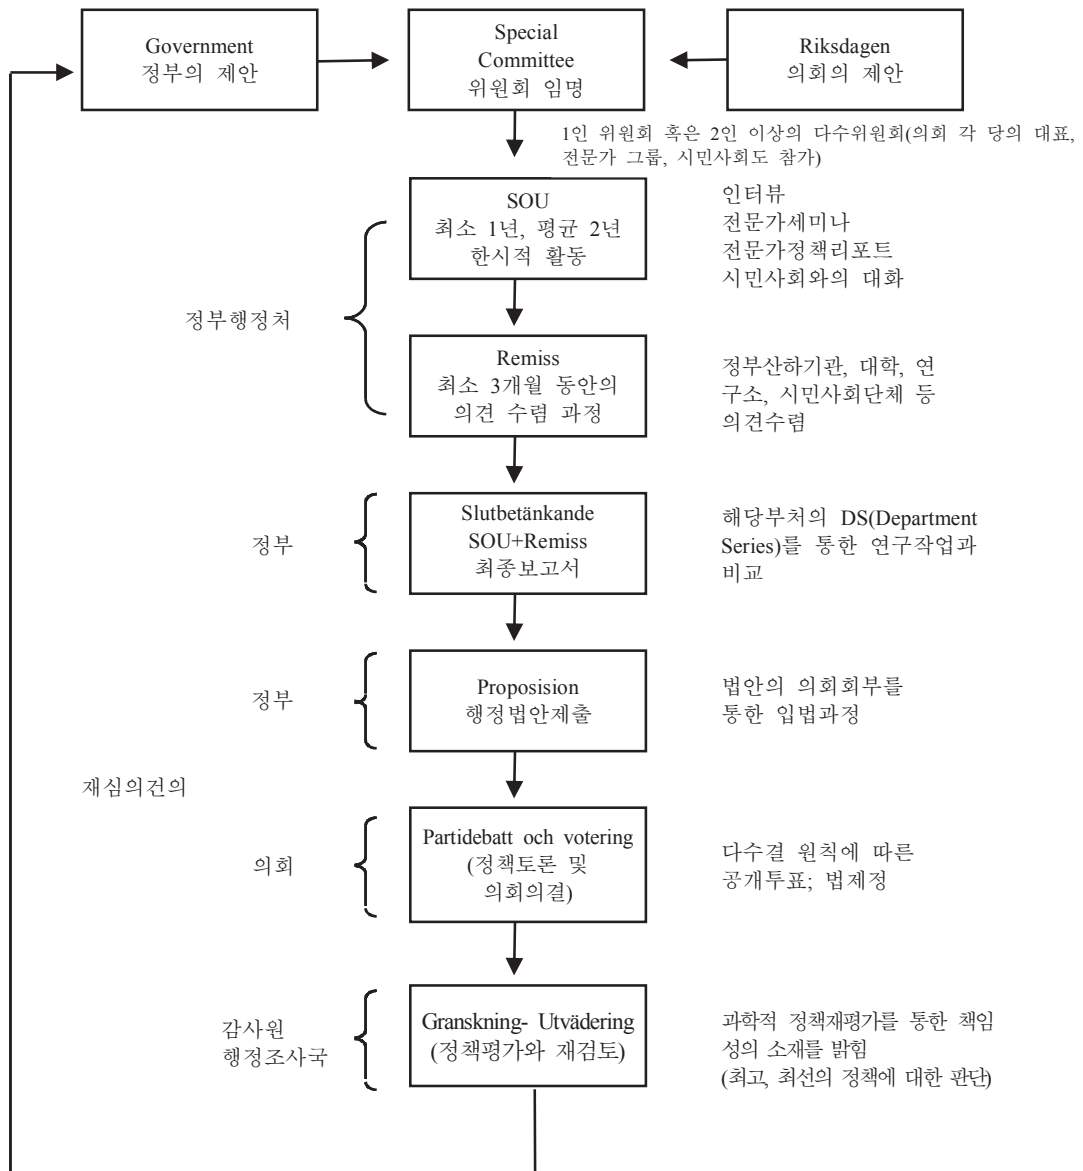 Government
정부의 제안
Special
Committee
위원회 임명
Riksdagen
의회의 제안
1인 위원회 혹은 2인 이상의 다수위원회(의회 각 당의 대표,
전문가 그룹, 시민사회도 참가)
SOU
최소 1년, 평균 2년
한시적 활동
인터뷰
전문가세미나
전문가정책리포트
시민사회와의 대화
정부행정처
Remiss
최소 3개월 동안의
의견 수렴 과정
정부산하기관, 대학, 연
구소, 시민사회단체 등
의견수렴
정부
Slutbetänkande
SOU+Remiss
최종보고서
해당부처의 DS(Department
Series)를 통한 연구작업과
비교
정부
Proposision
행정법안제출
법안의 의회회부를
통한 입법과정
재심의건의
의회
Partidebatt och votering
(정책토론 및
의회의결)
다수결 원칙에 따른
공개투표; 법제정
감사원
행정조사국
Granskning- Utvädering
(정책평가와 재검토)
과학적 정책재평가를 통한 책임
성의 소재를 밝힘
(최고, 최선의 정책에 대한 판단)